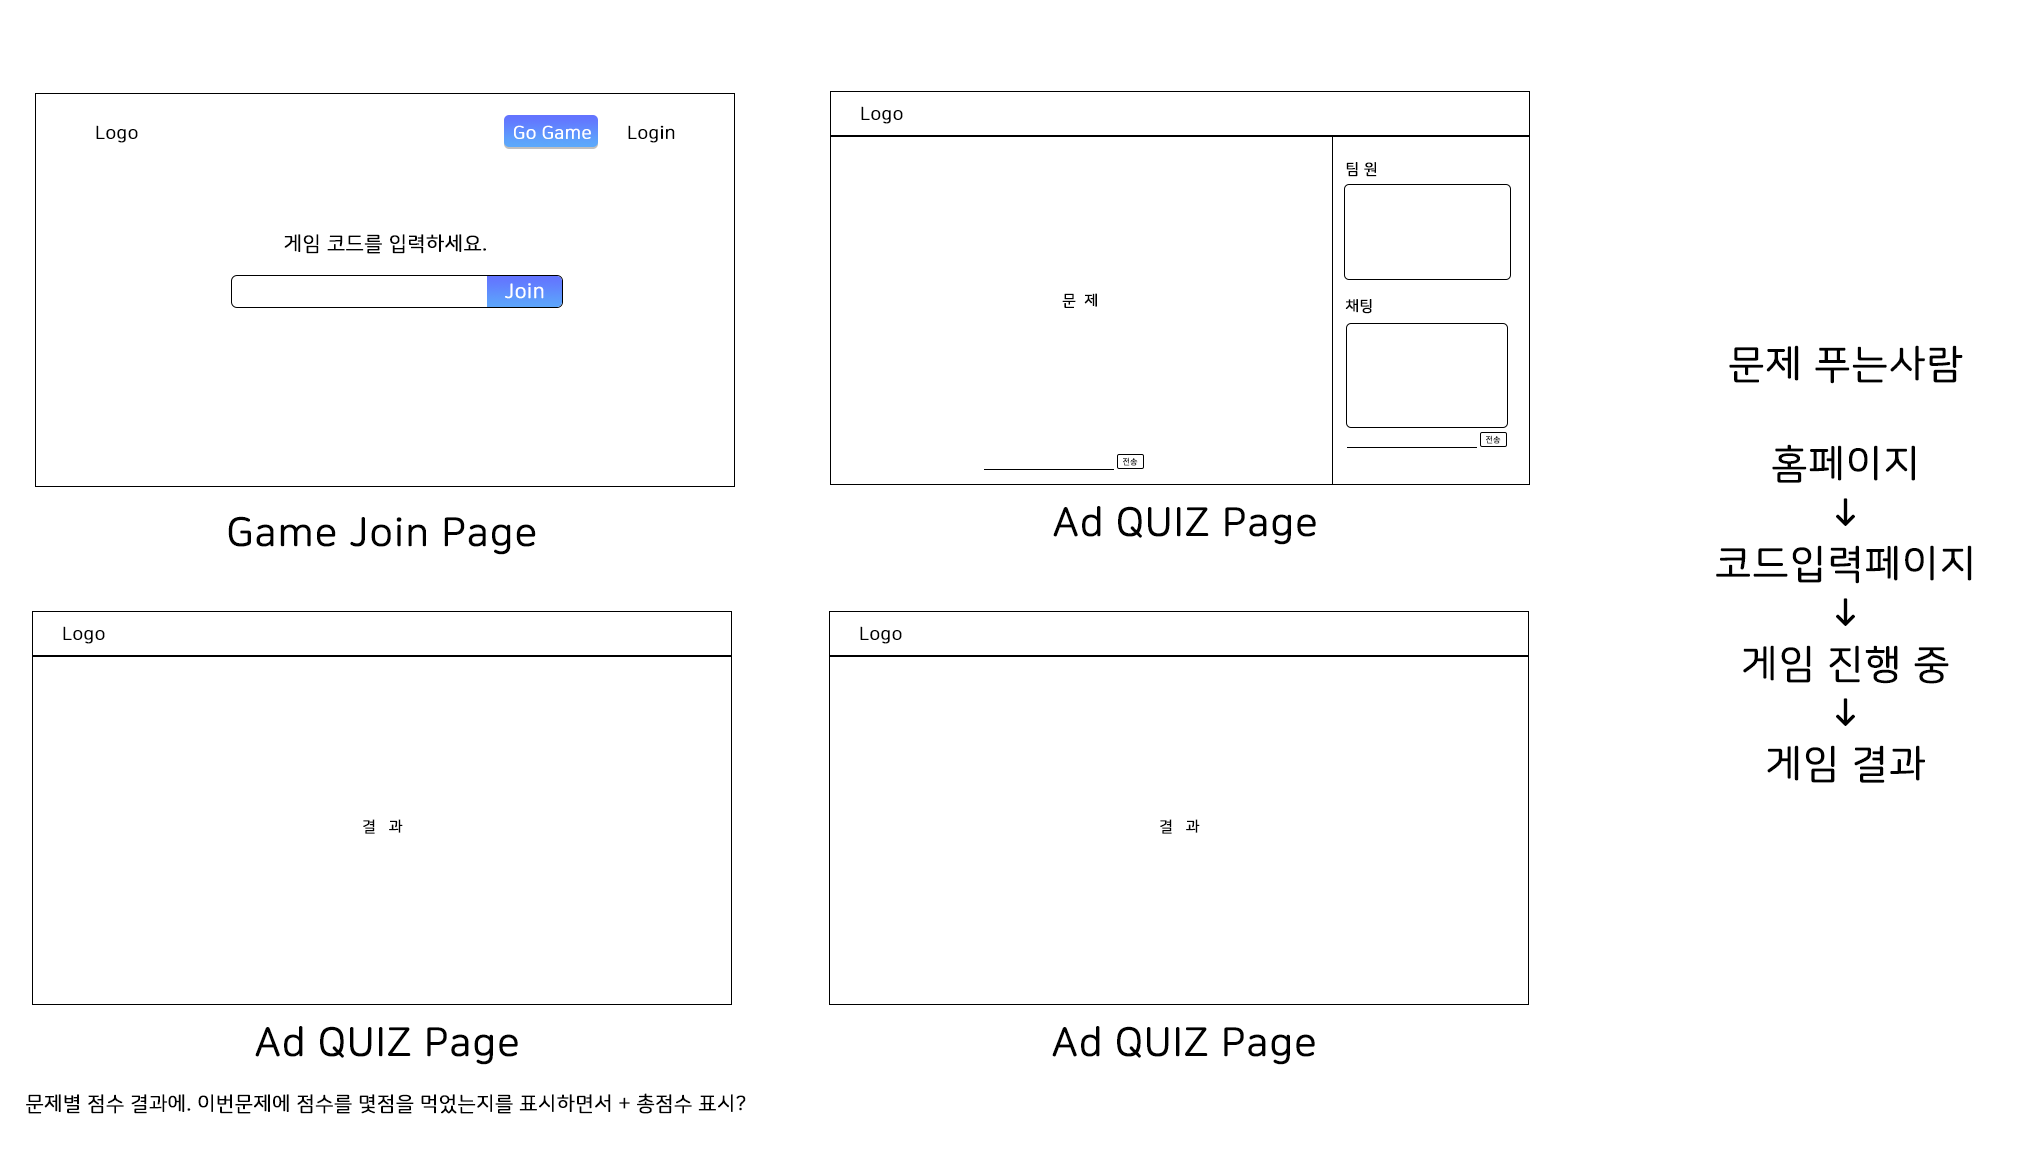 Logo
Go Game
Login
게임 코드를 입력하세요.
Join
Game Join Page
Logo
팀 원
문 제
채팅
전송
전송
Ad QUIZ Page
Logo
결 과
Ad QUIZ Page
문제별 점수 결과에. 이번문제에 점수를 몇점을 먹었는지를 표시하면서 + 총점수 표시?
Logo
결 과
Ad QUIZ Page
문제 푸는사람
홈페이지
↓
코드입력페이지
↓
게임 진행 중
↓
게임 결과